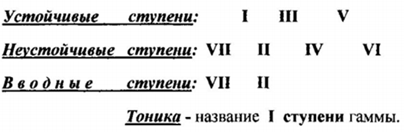 Устойчивые ступени: I III V
Неустойчивые ступени: VII II IV VI
Вводные ступени: VII II
Тоника - название I ступени гаммы.